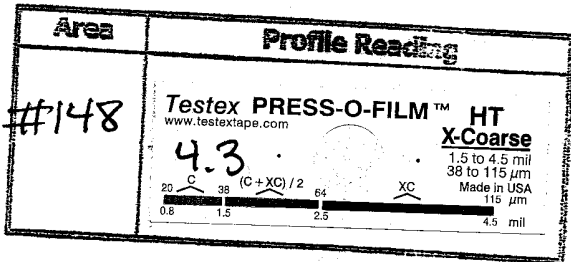 Area Profile Reading
#148
Testex PRESS-O-FILM™ HT
www.testextape.com
X-Coarse
1.5 to 4.5 mil
38 to 115 µm
Made in USA
4.3
20 C 38 (C + XC) / 2 64 XC 115 µm
0.8 1.5 2.5 4.5 mil